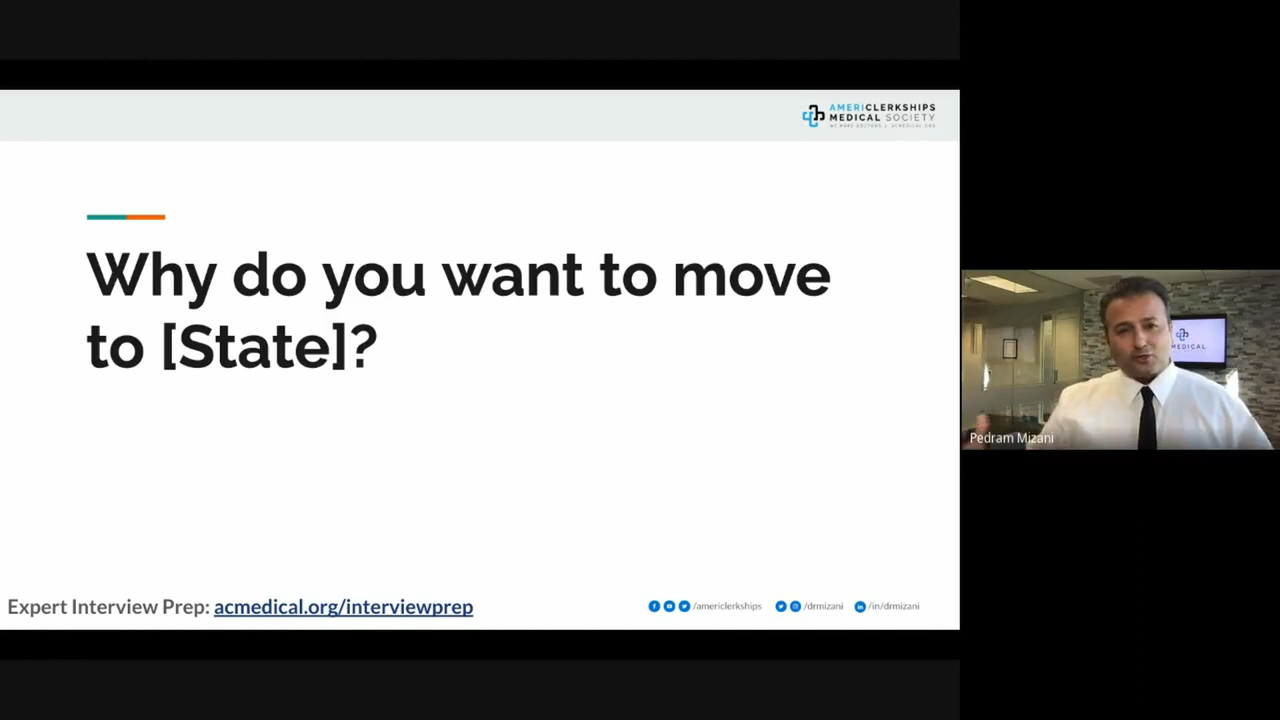 AMERICLERKSHIPS
MEDICAL SOCIETY
Why do you want to move
to [State]?
MEDICAL
Pedram Mizani
Expert Interview Prep: acmedical.org/interviewprep
/americlerkships
/drmizani
/in/drmizani